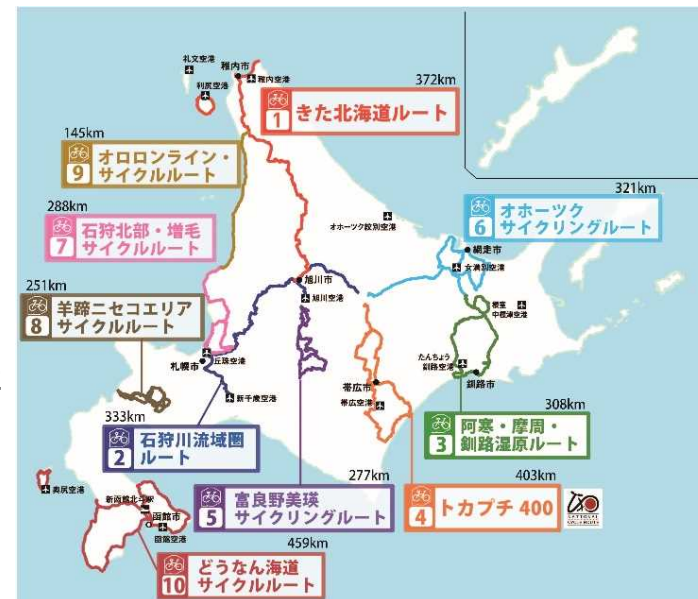 礼文空港
稚内市
稚内空港
利尻空港
372km
1 きた北海道ルート
145km
9 オロロンライン・
サイクルルート
288km
7 石狩北部・増毛
サイクルルート
251km
8 羊蹄ニセコエリア
サイクルルート
321km
6 オホーツク
サイクリングルート
オホーツク紋別空港
網走市
女満別空港
旭川市
旭川空港
根室
中標津空港
札幌市
丘珠空港
新千歳空港
帯広市
帯広空港
たんちょう
釧路空港
釧路市
333km
2 石狩川流域圏
ルート
308km
3 阿寒・摩周・
釧路湿原ルート
277km
5 富良野美瑛
サイクリングルート
403km
4 トカプチ 400
NATIONAL
CYCLE ROUTE
奥尻空港
新函館北斗駅
函館市
函館空港
459km
10 どうなん海道
サイクルルート